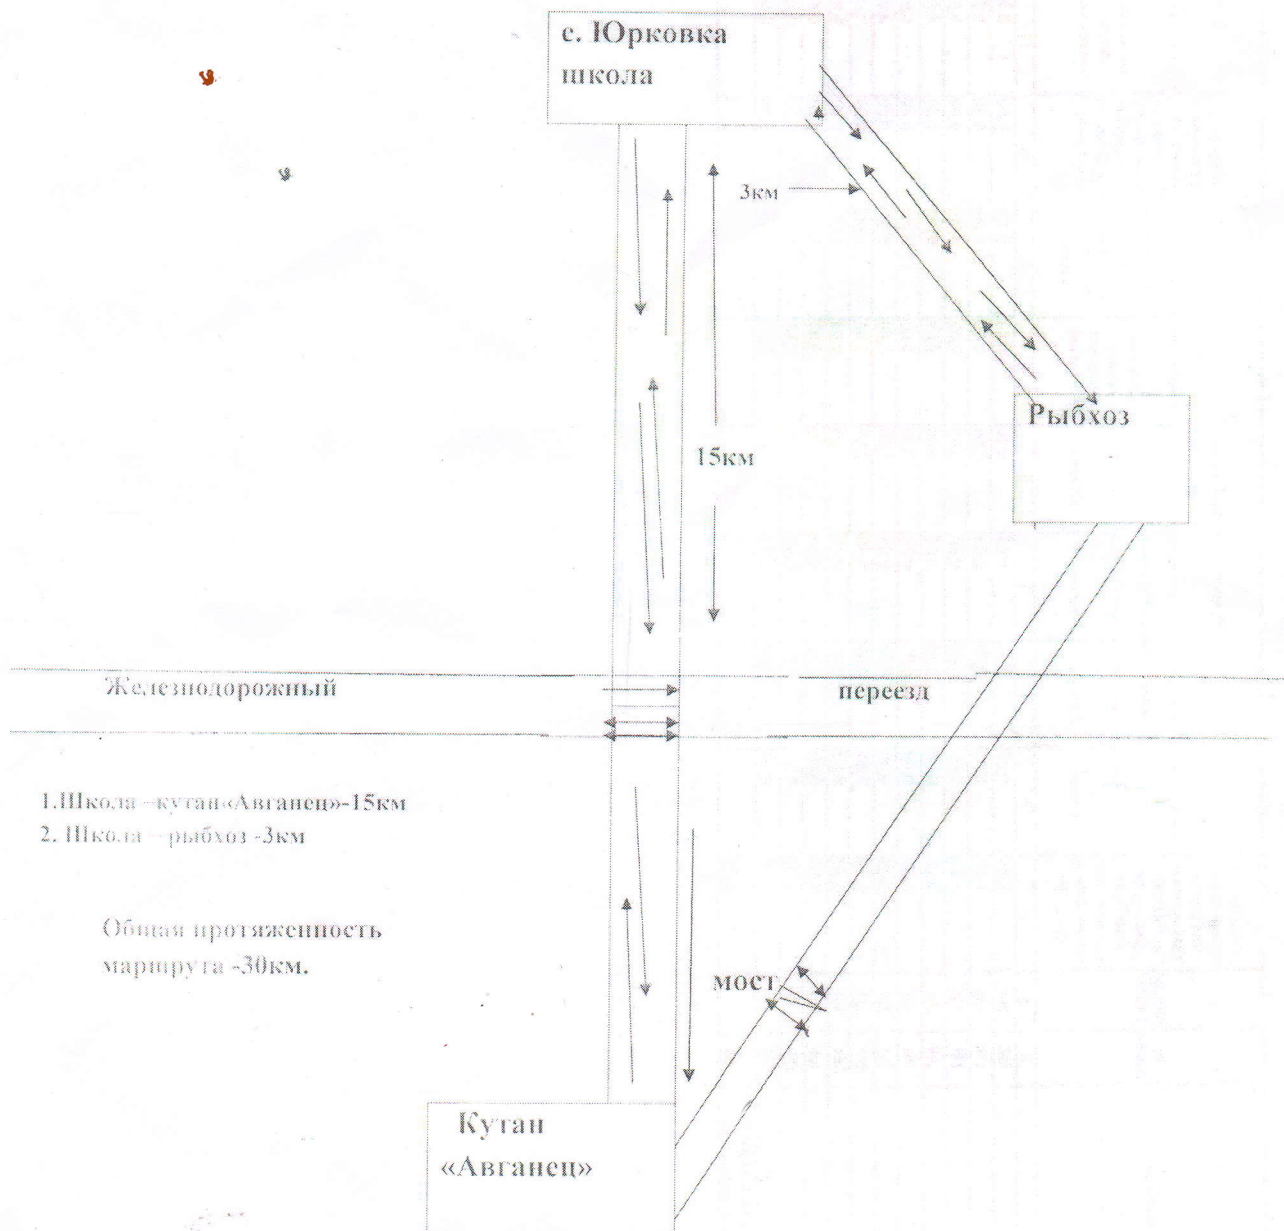 с. Юрковка
школа
3км
Рыбхоз
15км
Железнодорожный переезд
1.Школа –кутан«Авганец»-15км
2. Школа – рыбхоз -3км
Общая протяженность
маршрута -30км.
мост
Кутан
«Авганец»